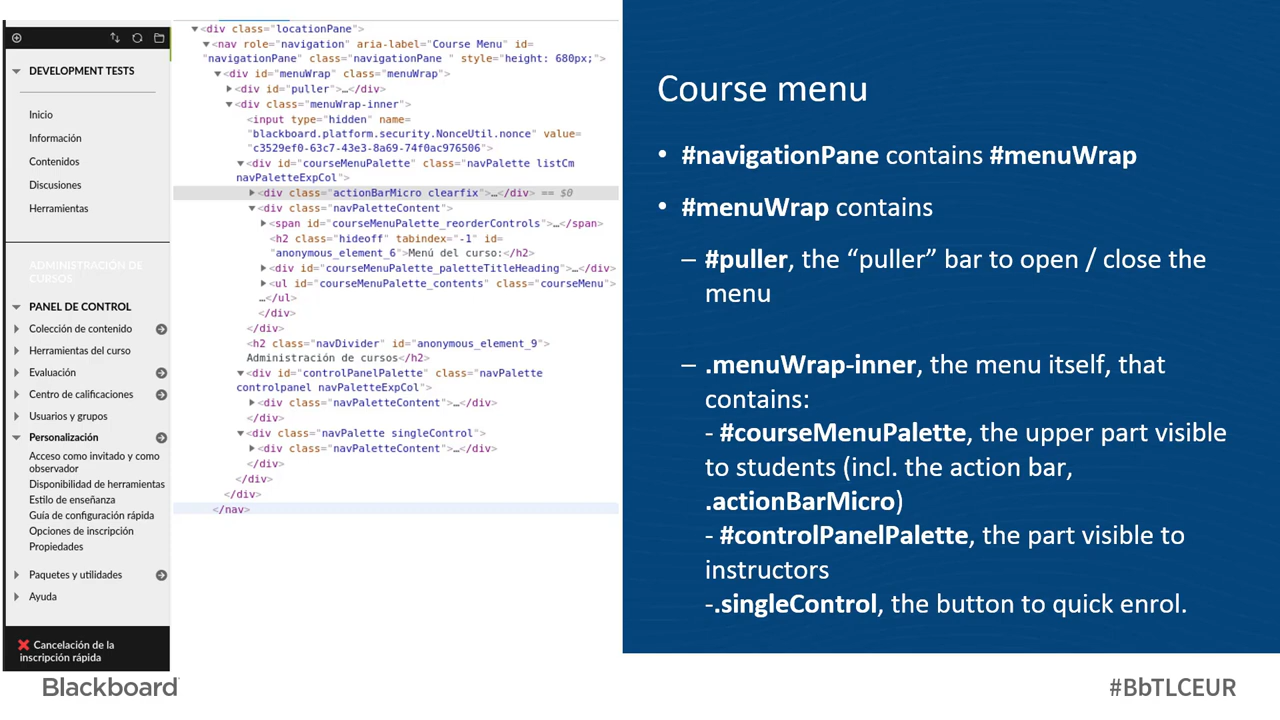 DEVELOPMENT TESTS
Inicio
Información
Contenidos
Discusiones
Herramientas
ADMINISTRACIÓN DE
CURSOS
PANEL DE CONTROL
Colección de contenido
Herramientas del curso
Evaluación
Centro de calificaciones
Usuarios y grupos
Personalización
Acceso como invitado y como
observador
Disponibilidad de herramientas
Estilo de enseñanza
Guía de configuración rápida
Opciones de inscripción
Propiedades
Paquetes y utilidades
Ayuda
Cancelación de la
inscripción rápida
<div class="locationPane">
<nav role="navigation" aria-label="Course Menu" id=
"navigationPane" class="navigationPane " style="height: 680px;">
<div id="menuWrap" class="menuWrap">
<div id="puller">…</div>
<div class="menuWrap-inner">
<input type="hidden" name=
"blackboard.platform.security.NonceUtil.nonce" value=
"c3529ef0-63c7-43e3-8a69-74f0ac976506">
<div id="courseMenuPalette" class="navPalette listCm
navPaletteExpCol">
<div class="actionBarMicro clearfix">…</div> == $0
<div class="navPaletteContent">
<span id="courseMenuPalette_reorderControls">…</span>
<h2 class="hideoff" tabindex="-1" id=
"anonymous_element_6">Menú del curso:</h2>
<div id="courseMenuPalette_paletteTitleHeading">…</div>
<ul id="courseMenuPalette_contents" class="courseMenu">
…</ul>
</div>
</div>
<h2 class="navDivider" id="anonymous_element_9">
Administración de cursos</h2>
<div id="controlPanelPalette" class="navPalette
controlpanel navPaletteExpCol">
<div class="navPaletteContent">…</div>
</div>
<div class="navPalette singleControl">
<div class="navPaletteContent">…</div>
</div>
</div>
</div>
</nav>
Course menu
• #navigationPane contains #menuWrap
• #menuWrap contains
– #puller, the “puller” bar to open / close the
menu
– .menuWrap-inner, the menu itself, that
contains:
- #courseMenuPalette, the upper part visible
to students (incl. the action bar,
.actionBarMicro)
- #controlPanelPalette, the part visible to
instructors
-.singleControl, the button to quick enrol.
Blackboard
#BbTLCEUR